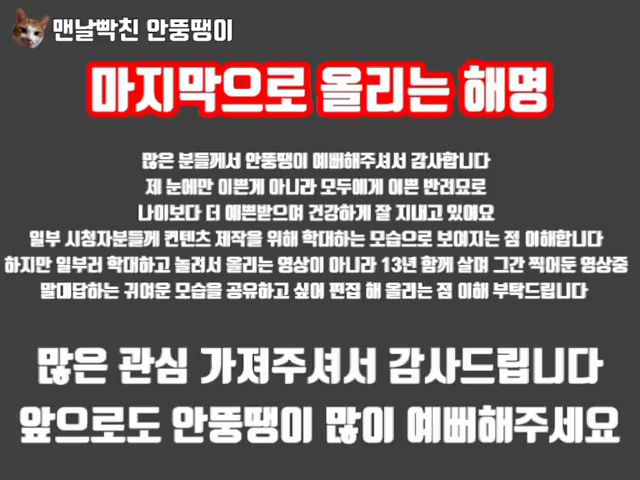 맨날빡친 안뚱땡이
마지막으로 올리는 해명
많은 분들께서 안뚱땡이 예뻐해주셔서 감사합니다
제 눈에만 이쁜게 아니라 모두에게 이쁜 반려묘로
나이보다 더 예쁜받으며 건강하게 잘 지내고 있여요
일부 시청자분들께 컨텐츠 제작을 위해 학대하는 모습으로 보여지는 점 이해합니다
하지만 일부러 학대하고 놀려서 올리는 영상이 아니라 13년 함께 살며 그간 찍어둔 영상중
말대답하는 귀여운 모습을 공유하고 싶어 편집 해 올리는 점 이해 부탁드립니다
많은 관심 가져주셔서 감사드립니다
앞으로도 안뚱땡이 많이 예뻐해주세요